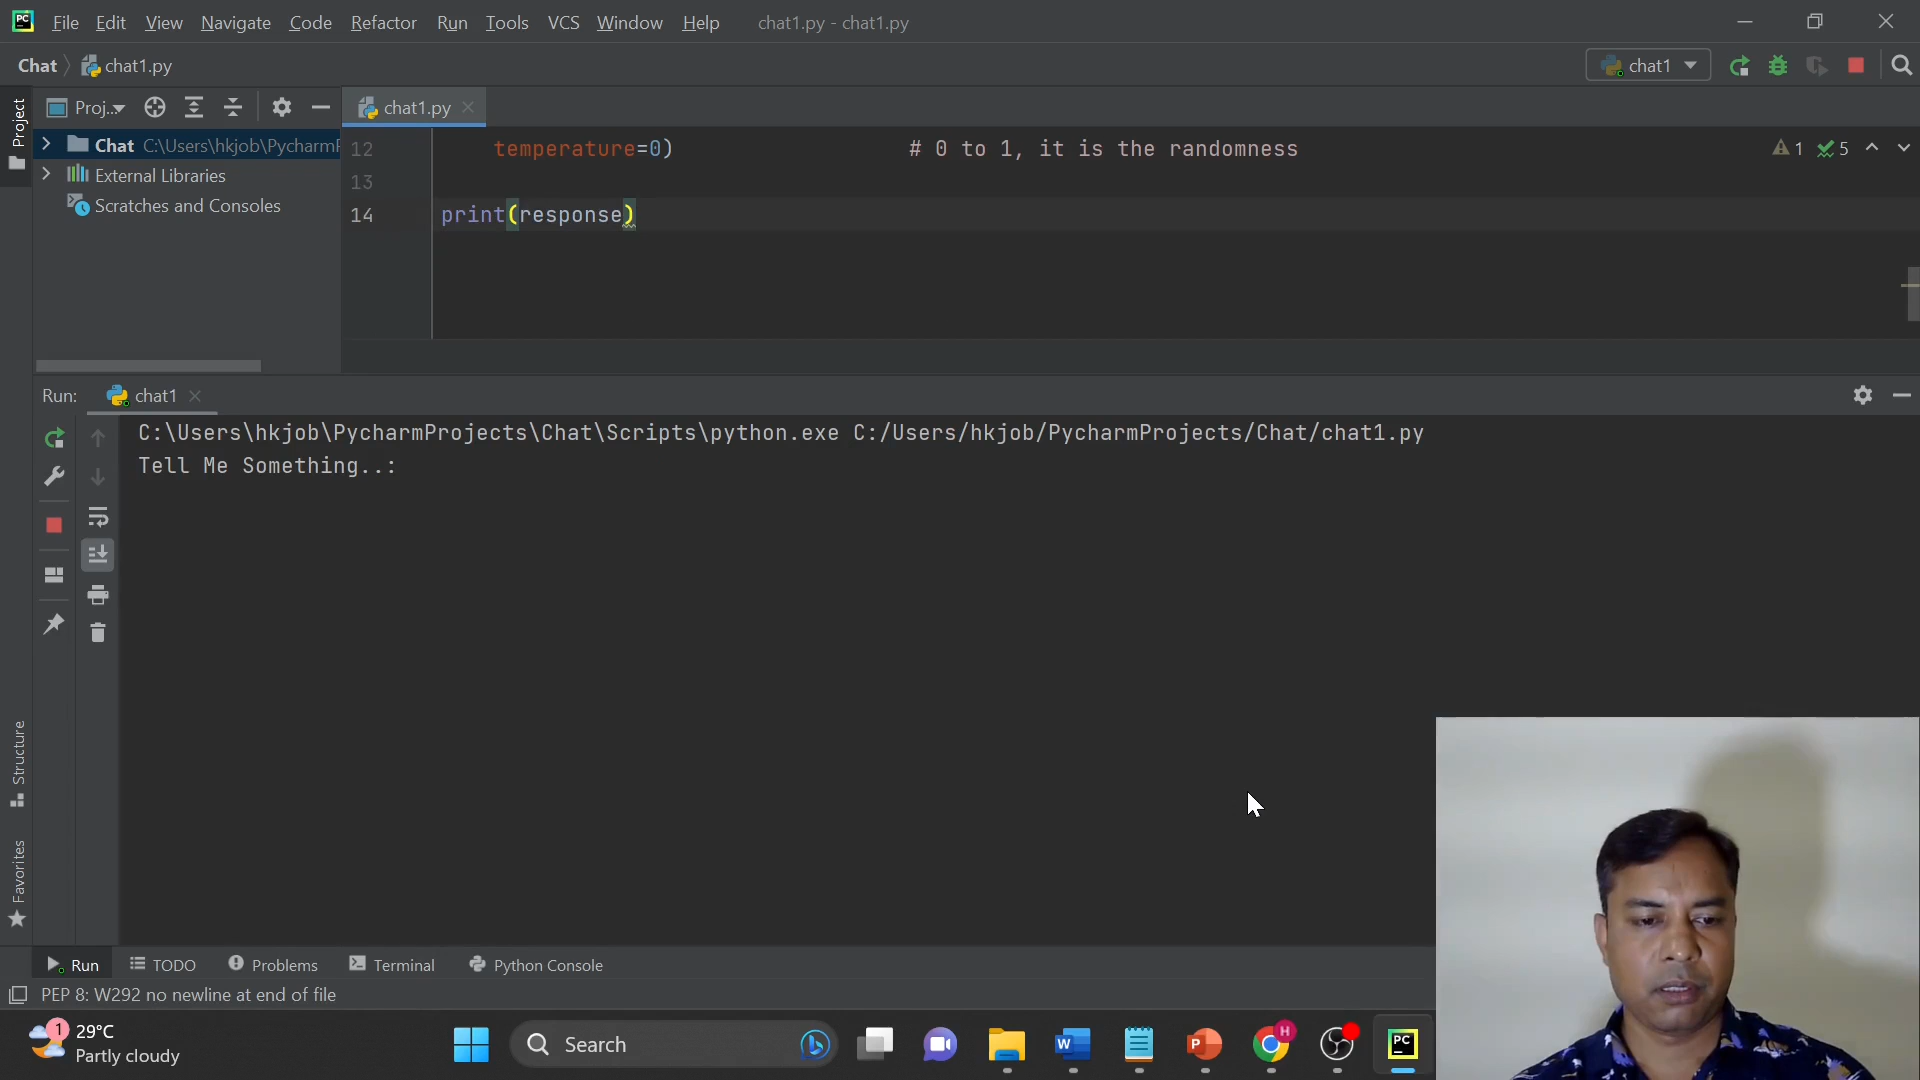 PC File Edit View Navigate Code Refactor Run Tools VCS Window Help chat1.py - chat1.py
Chat chat1.py chat1
Project Proj... chat1.py
Chat C:\Users\hkjob\Pycharm
External Libraries
Scratches and Consoles
12 temperature=0) # 0 to 1, it is the randomness 1 5
13
14 print(response)
Run: chat1
C:\Users\hkjob\PycharmProjects\Chat\Scripts\python.exe C:/Users/hkjob/PycharmProjects/Chat/chat1.py
Tell Me Something..:
Structure
Favorites
Run TODO Problems Terminal Python Console
PEP 8: W292 no newline at end of file
1 29°C
Partly cloudy
Search W P H PC